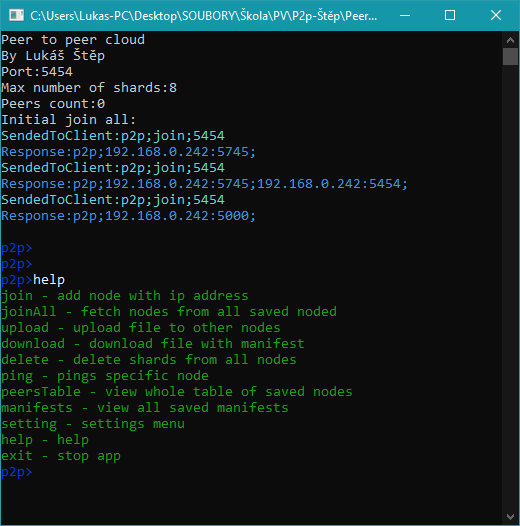 C:\Users\Lukas-PC\Desktop\SOUBORY\Škola\PV\P2p-Štěp\Peer...
Peer to peer cloud
By Lukáš Štěp
Port:5454
Max number of shards:8
Peers count:0
Initial join all:
SendedToClient:p2p;join;5454
Response:p2p;192.168.0.242:5745;
SendedToClient:p2p;join;5454
Response:p2p;192.168.0.242:5745;192.168.0.242:5454;
SendedToClient:p2p;join;5454
Response:p2p;192.168.0.242:5000;
p2p>
p2p>
p2p>help
join - add node with ip address
joinAll - fetch nodes from all saved noded
upload - upload file to other nodes
download - download file with manifest
delete - delete shards from all nodes
ping - pings specific node
peersTable - view whole table of saved nodes
manifests - view all saved manifests
setting - settings menu
help - help
exit - stop app
p2p>